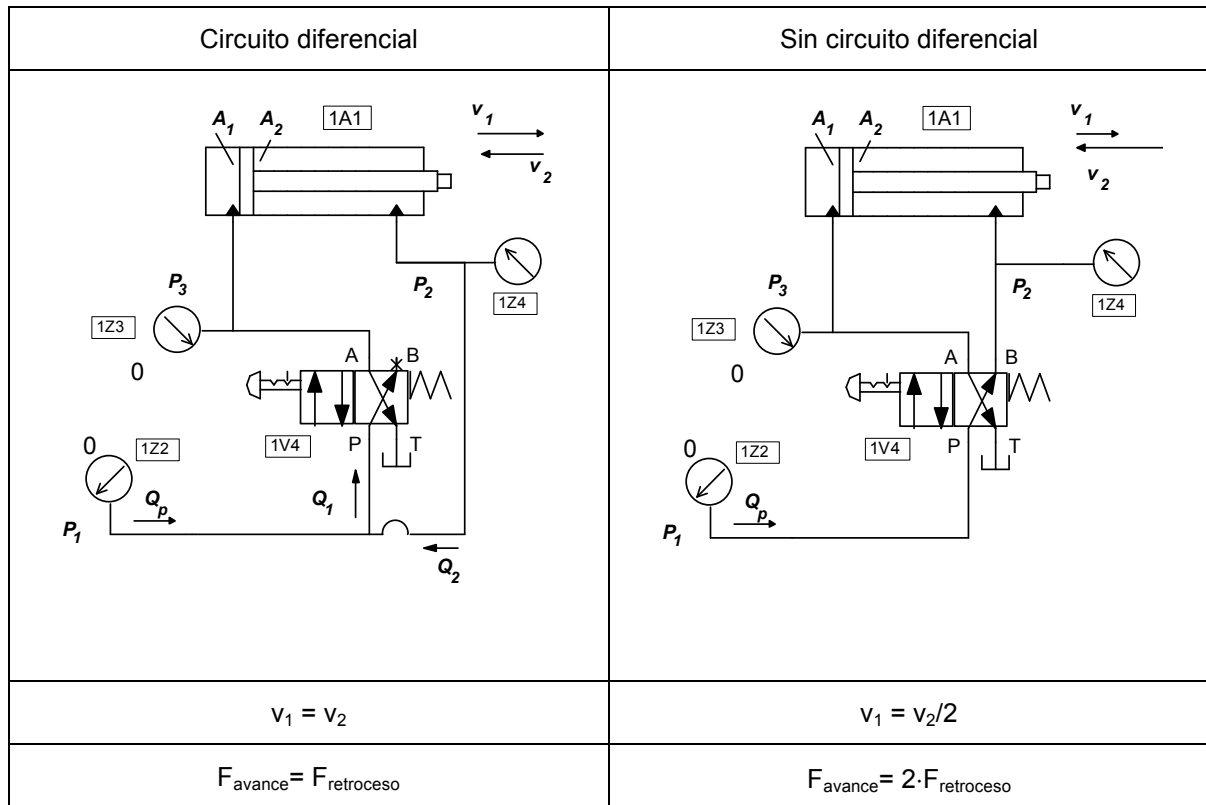 Circuito diferencial
Sin circuito diferencial
A1 A2 1A1 v1
v2
P3
P2
1Z4
1Z3
0
A B
1V4 P T
0 1Z2
Qp Q1
P1
Q2
A1 A2 1A1 v1
v2
P3
P2
1Z4
1Z3
0
A B
1V4 P T
0 1Z2
Qp
P1
v1 = v2
v1 = v2/2
Favance= Fretroceso
Favance= 2·Fretroceso